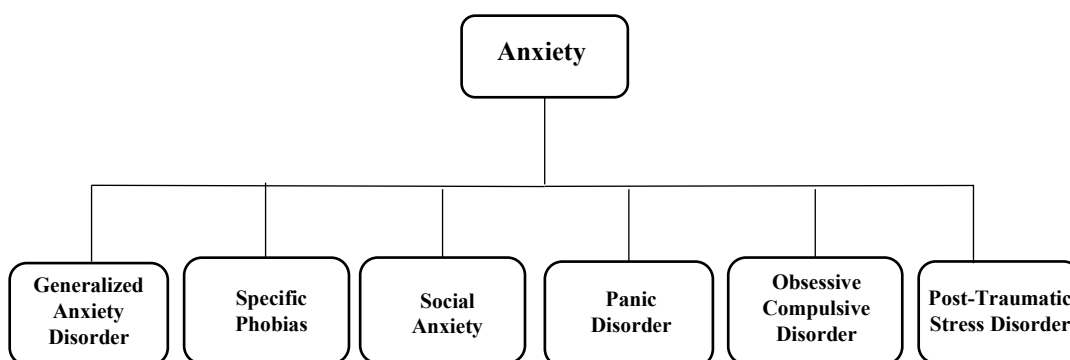 Anxiety
Generalized
Anxiety
Disorder
Specific
Phobias
Social
Anxiety
Panic
Disorder
Obsessive
Compulsive
Disorder
Post-Traumatic
Stress Disorder